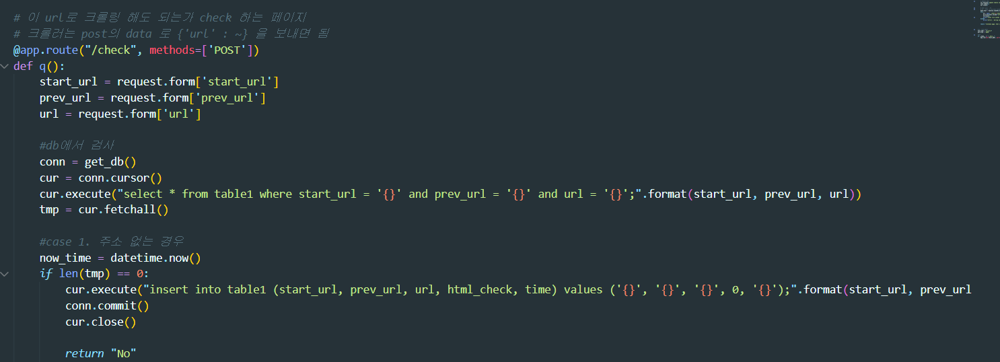 # 이 url로 크롤링 해도 되는가 check 하는 페이지
# 크롤러는 post의 data 로 {'url' : ~} 을 보내면 됨
@app.route("/check", methods=['POST'])
def q():
    start_url = request.form['start_url']
    prev_url = request.form['prev_url']
    url = request.form['url']
    #db에서 검사
    conn = get_db()
    cur = conn.cursor()
    cur.execute("select * from table1 where start_url = '{}' and prev_url = '{}' and url = '{}';".format(start_url, prev_url, url))
    tmp = cur.fetchall()
    #case 1. 주소 없는 경우
    now_time = datetime.now()
    if len(tmp) == 0:
        cur.execute("insert into table1 (start_url, prev_url, url, html_check, time) values ('{}', '{}', '{}', 0, '{}');".format(start_url, prev_url
        conn.commit()
        cur.close()
        return "No"